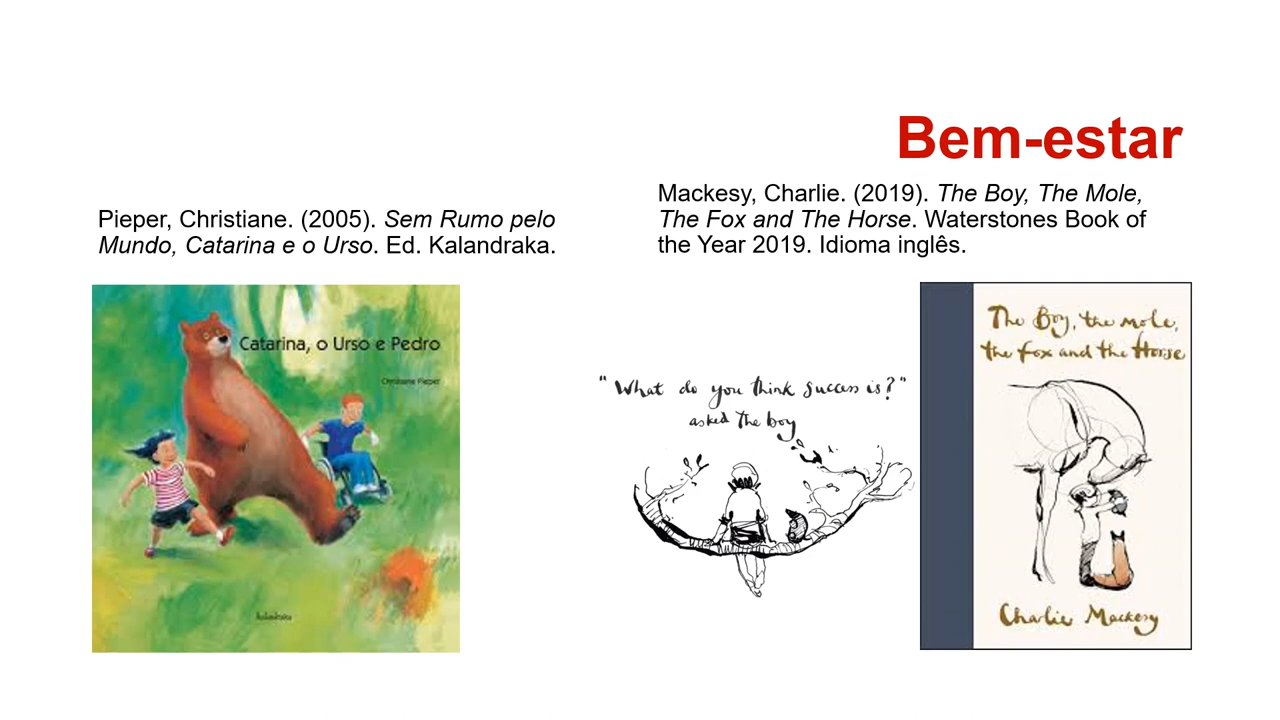 Bem-estar
Pieper, Christiane. (2005). Sem Rumo pelo
Mundo, Catarina e o Urso. Ed. Kalandraka.
Catarina, o Urso e Pedro
Christiane Pieper
kalandraka
Mackesy, Charlie. (2019). The Boy, The Mole,
The Fox and The Horse. Waterstones Book of
the Year 2019. Idioma inglês.
"What do you think success is?"
asked the boy
The Boy, the mole,
the fox and the Horse
Charlie Mackesy